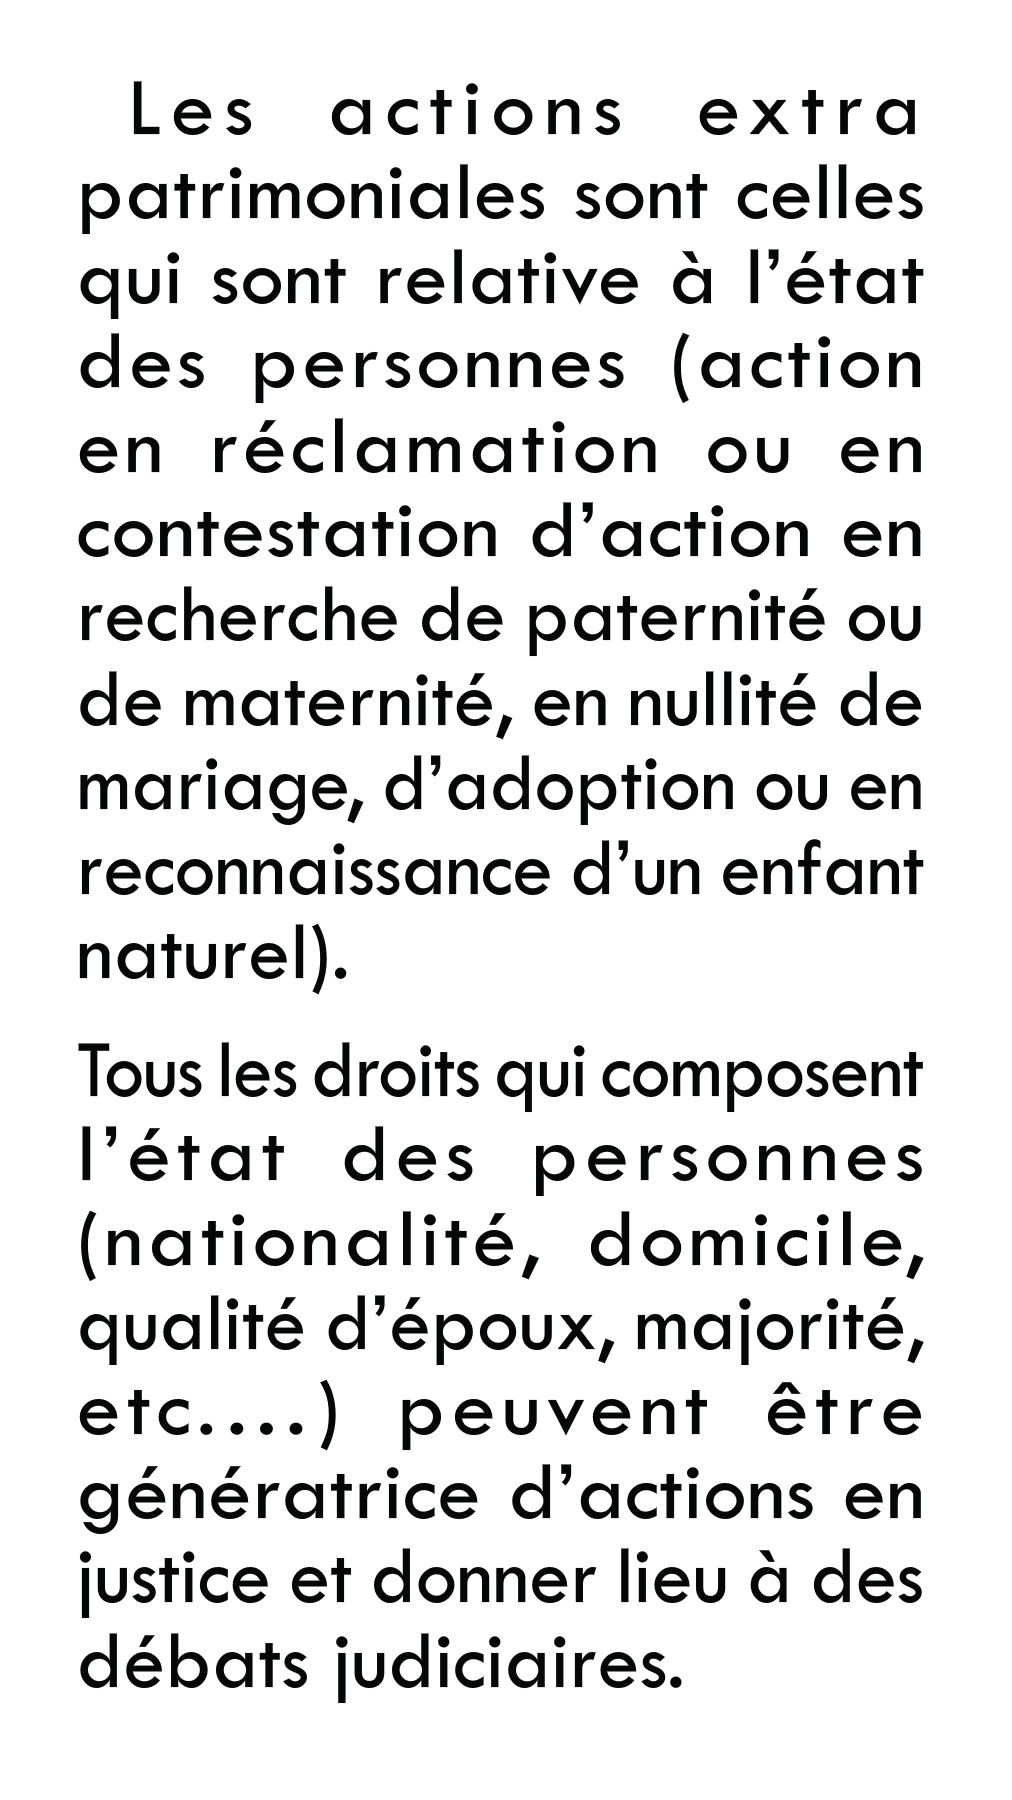 Les actions extra
patrimoniales sont celles
qui sont relative à l’état
des personnes (action
en réclamation ou en
contestation d’action en
recherche de paternité ou
de maternité, en nullité de
mariage, d’adoption ou en
reconnaissance d’un enfant
naturel).
Tous les droits qui composent
l’état des personnes
(nationalité, domicile,
qualité d’époux, majorité,
etc....) peuvent être
génératrice d’actions en
justice et donner lieu à des
débats judiciaires.